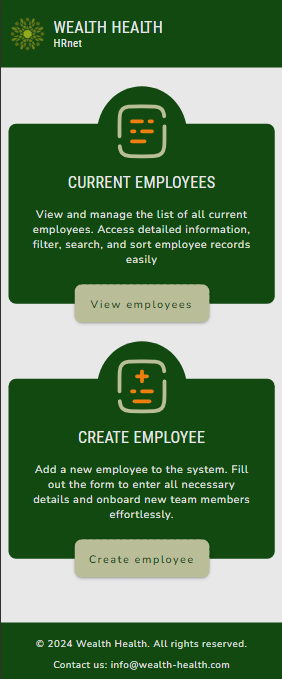 WEALTH HEALTH
HRnet
CURRENT EMPLOYEES
View and manage the list of all current
employees. Access detailed information,
filter, search, and sort employee records
easily
View employees
CREATE EMPLOYEE
Add a new employee to the system. Fill
out the form to enter all necessary
details and onboard new team members
effortlessly.
Create employee
© 2024 Wealth Health. All rights reserved.
Contact us: info@wealth-health.com